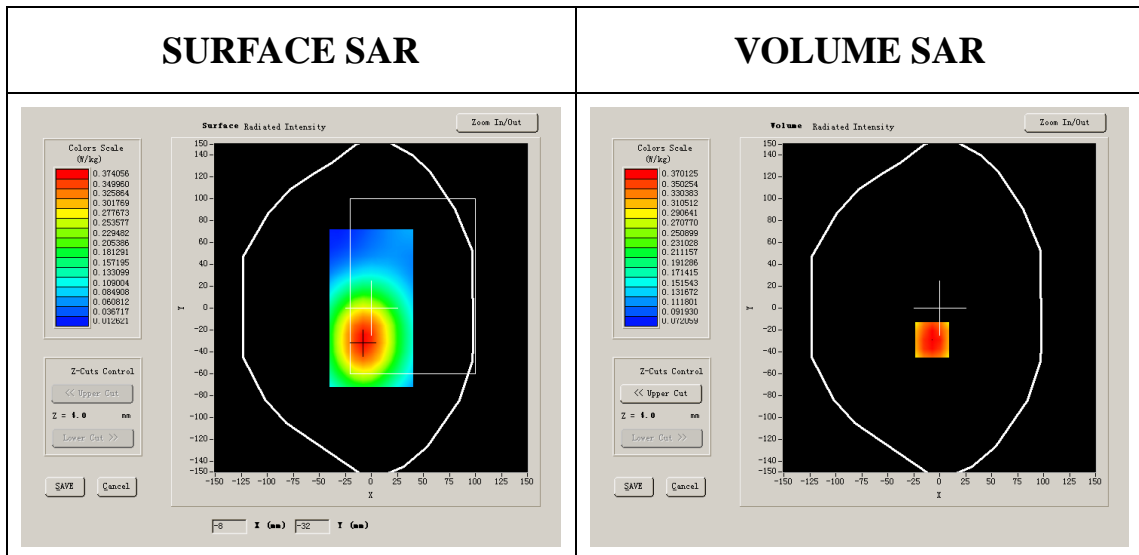 SURFACE SAR
VOLUME SAR
Surface Radiated Intensity
Zoom In/Out
Colors Scale
(W/kg)
0.374056
0.349960
0.325864
0.301769
0.277673
0.253577
0.229482
0.205386
0.181291
0.157195
0.133099
0.109004
0.084908
0.060812
0.036717
0.012621
150
140
120
100
80
60
40
20
0
-20
-40
-60
-80
-100
-120
-140
-150
Y
-150 -125 -100 -75 -50 -25 0 25 50 75 100 125 150
X
Z-Cuts Control
<< Upper Cut
Z = 4.0 mm
Lower Cut >>
SAVE
Cancel
-8 X (mm) -32 Y (mm)
Volume Radiated Intensity
Zoom In/Out
Colors Scale
(W/kg)
0.370125
0.350254
0.330383
0.310512
0.290641
0.270770
0.250899
0.231028
0.211157
0.191286
0.171415
0.151543
0.131672
0.111801
0.091930
0.072059
150
140
120
100
80
60
40
20
0
-20
-40
-60
-80
-100
-120
-140
-150
Y
-150 -125 -100 -75 -50 -25 0 25 50 75 100 125 150
X
Z-Cuts Control
<< Upper Cut
Z = 4.0 mm
Lower Cut >>
SAVE
Cancel